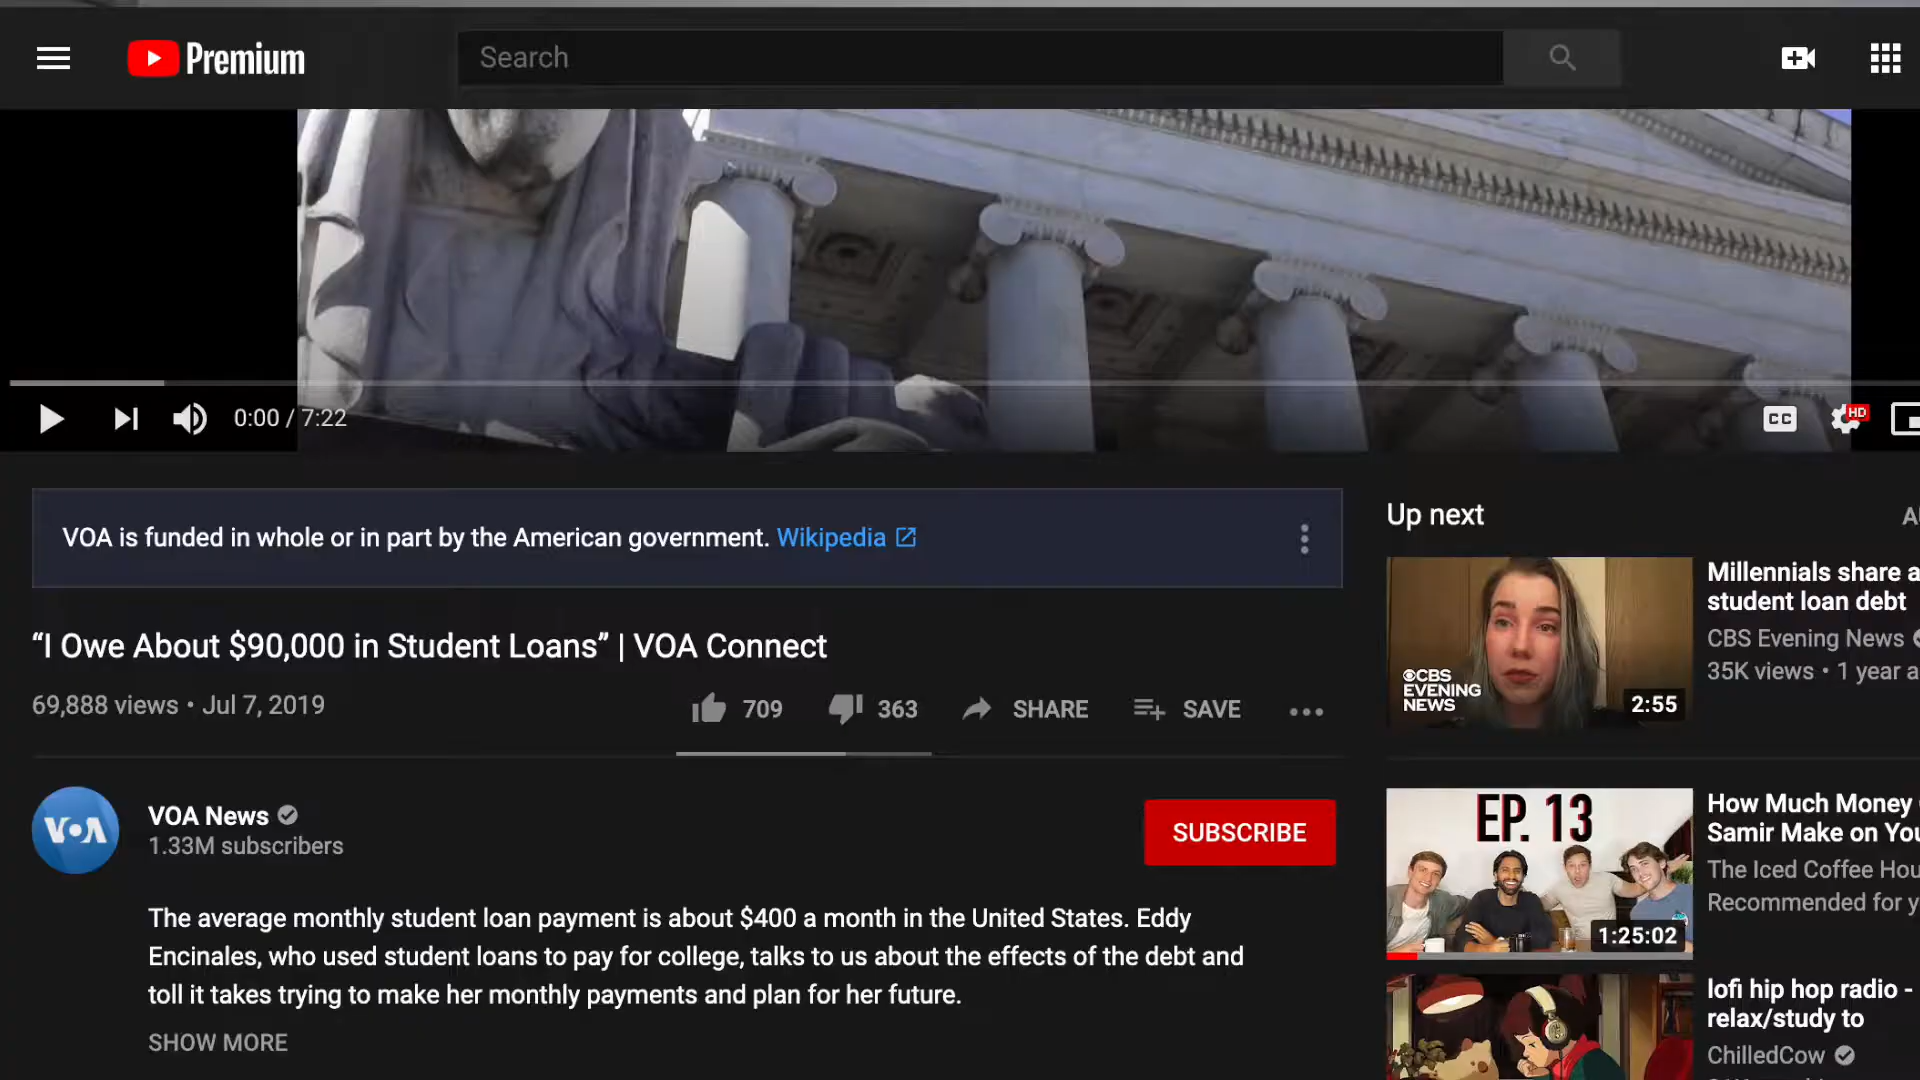 Premium
Search
0:00 / 7:22
CC
HD
VOA is funded in whole or in part by the American government. Wikipedia
“I Owe About $90,000 in Student Loans” | VOA Connect
69,888 views • Jul 7, 2019
709
363
SHARE
SAVE
VOA
VOA News
1.33M subscribers
SUBSCRIBE
The average monthly student loan payment is about $400 a month in the United States. Eddy
Encinales, who used student loans to pay for college, talks to us about the effects of the debt and
toll it takes trying to make her monthly payments and plan for her future.
SHOW MORE
Up next
CBS
EVENING
NEWS
2:55
Millennials share a
student loan debt
CBS Evening News
35K views • 1 year a
EP. 13
1:25:02
How Much Money
Samir Make on You
The Iced Coffee Hou
Recommended for y
lofi hip hop radio -
relax/study to
ChilledCow